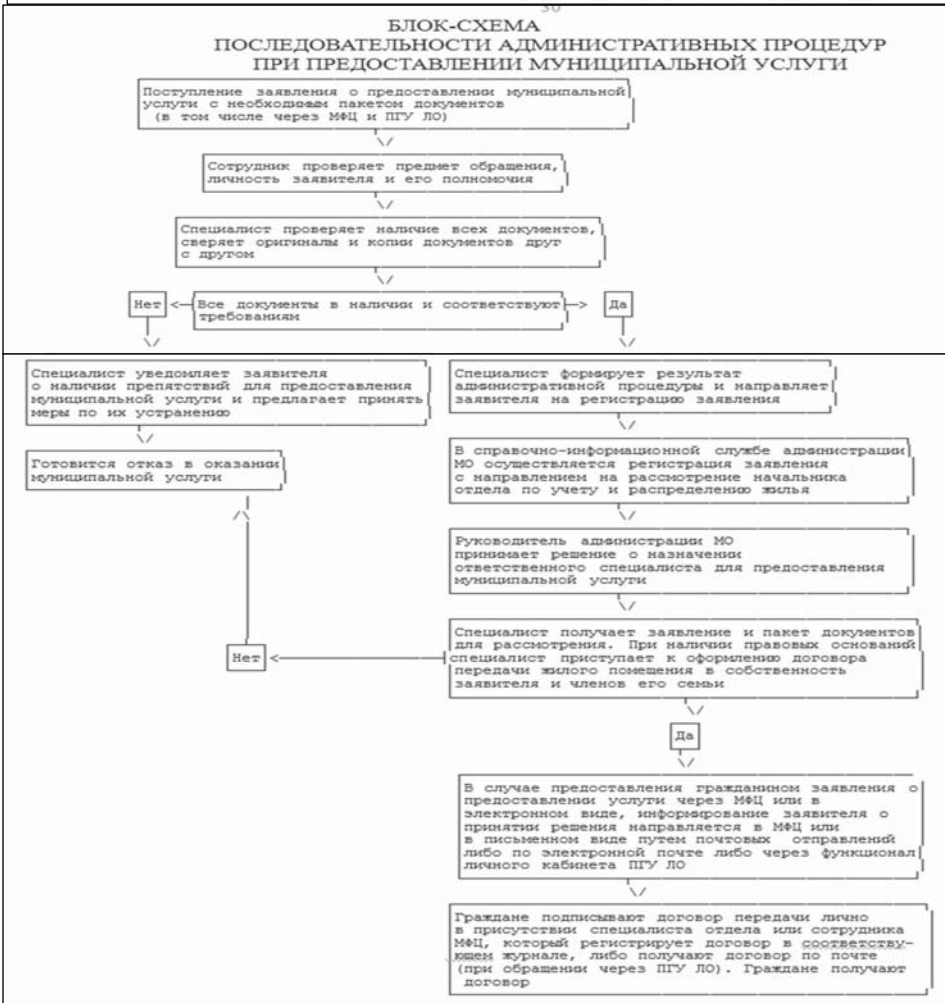 30
БЛОК-СХЕМА
ПОСЛЕДОВАТЕЛЬНОСТИ АДМИНИСТРАТИВНЫХ ПРОЦЕДУР
ПРИ ПРЕДОСТАВЛЕНИИ МУНИЦИПАЛЬНОЙ УСЛУГИ
Поступление заявления о предоставлении муниципальной
услуги с необходимым пакетом документов
(в том числе через МФЦ и ПГУ ЛО)
Сотрудник проверяет предмет обращения,
личность заявителя и его полномочия
Специалист проверяет наличие всех документов,
сверяет оригиналы и копии документов друг
с другом
Нет
Все документы в наличии и соответствуют
требованиям
Да
Специалист уведомляет заявителя
о наличии препятствий для предоставления
муниципальной услуги и предлагает принять
меры по их устранению
Готовится отказ в оказании
муниципальной услуги
Специалист формирует результат
административной процедуры и направляет
заявителя на регистрацию заявления
В справочно-информационной службе администрации
МО осуществляется регистрация заявления
с направлением на рассмотрение начальника
отдела по учету и распределению жилья
Руководитель администрации МО
принимает решение о назначении
ответственного специалиста для предоставления
муниципальной услуги
Специалист получает заявление и пакет документов
для рассмотрения. При наличии правовых оснований
специалист приступает к оформлению договора
передачи жилого помещения в собственность
заявителя и членов его семьи
Нет
Да
В случае предоставления гражданином заявления о
предоставлении услуги через МФЦ или в
электронном виде, информирование заявителя о
принятии решения направляется в МФЦ или
в письменном виде путем почтовых отправлений
либо по электронной почте либо через функционал
личного кабинета ПГУ ЛО
Граждане подписывают договор передачи лично
в присутствии специалиста отдела или сотрудника
МФЦ, который регистрирует договор в соответству-
ющем журнале, либо получают договор по почте
(при обращении через ПГУ ЛО). Граждане получают
договор